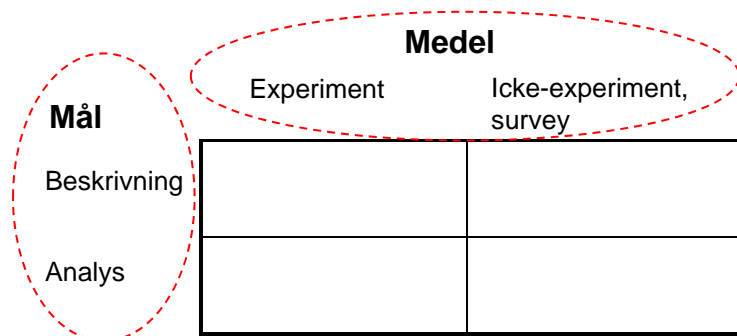 Medel
Experiment
Icke-experiment,
survey
Mål
Beskrivning
Analys